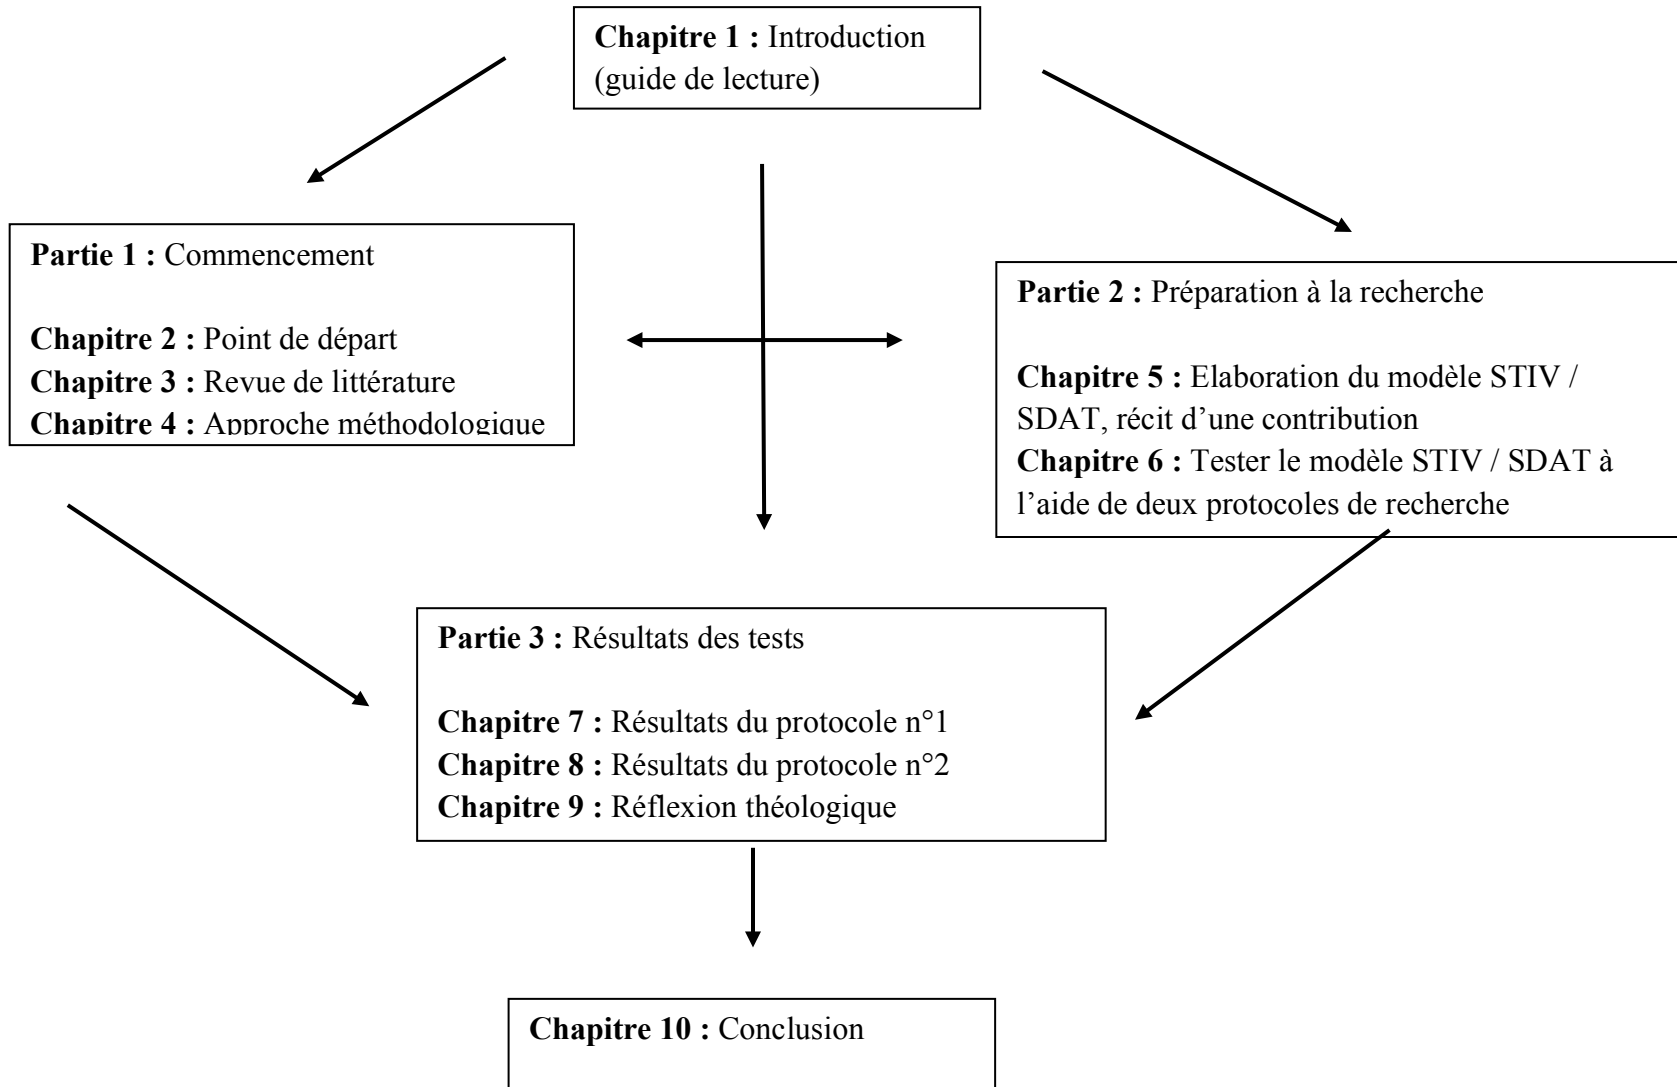 Chapitre 1 : Introduction
(guide de lecture)
Partie 1 : Commencement
Chapitre 2 : Point de départ
Chapitre 3 : Revue de littérature
Chapitre 4 : Approche méthodologique
Partie 2 : Préparation à la recherche
Chapitre 5 : Elaboration du modèle STIV /
SDAT, récit d’une contribution
Chapitre 6 : Tester le modèle STIV / SDAT à
l’aide de deux protocoles de recherche
Partie 3 : Résultats des tests
Chapitre 7 : Résultats du protocole n°1
Chapitre 8 : Résultats du protocole n°2
Chapitre 9 : Réflexion théologique
Chapitre 10 : Conclusion